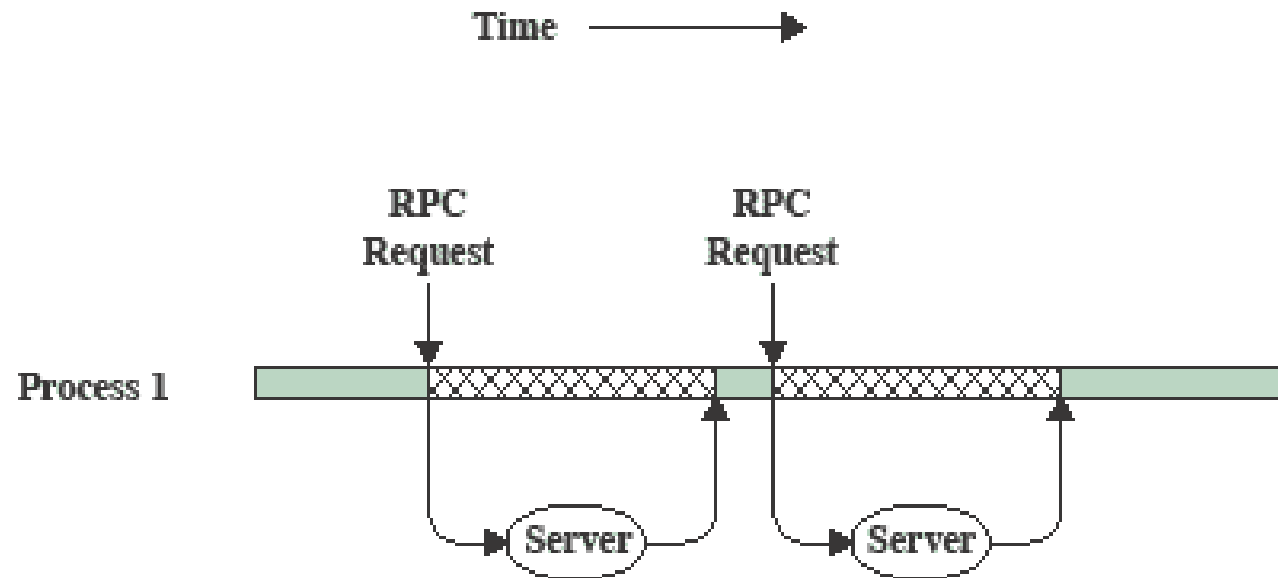 Time
RPC
Request
RPC
Request
Process 1
Server
Server